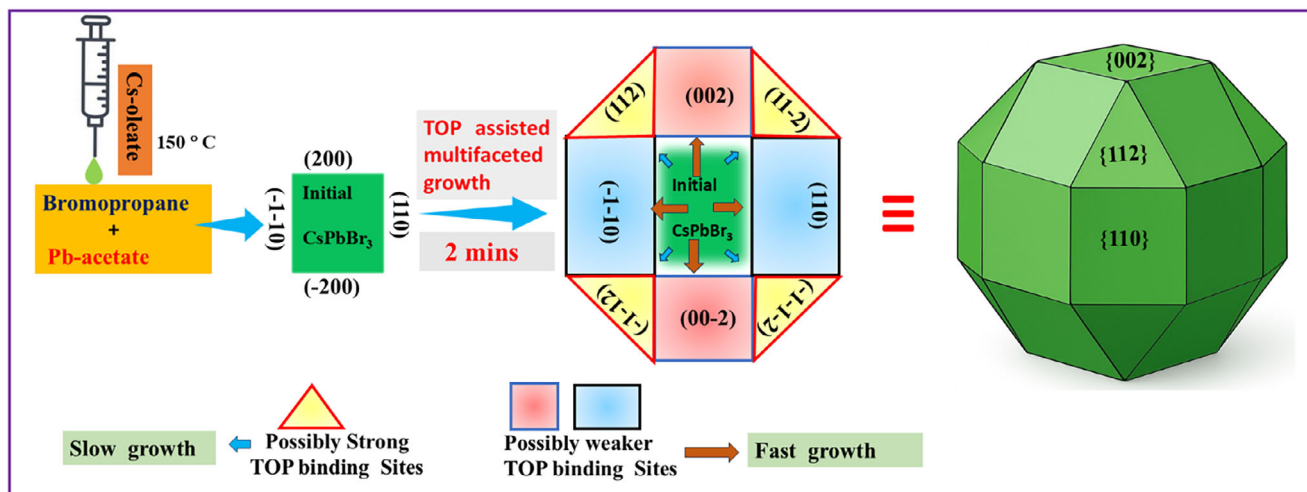 Cs-oleate
150 ° C
Bromopropane
+
Pb-acetate
(200)
(-1-10)
Initial
CsPbBr3
(110)
(-200)
TOP assisted
multifaceted
growth
2 mins
(112)
(002)
(11-2)
(-1-10)
Initial
CsPbBr3
(110)
(-1-12)
(00-2)
(-1-1-2)
{002}
{112}
{110}
Slow growth
Possibly Strong
TOP binding Sites
Possibly weaker
TOP binding Sites
Fast growth